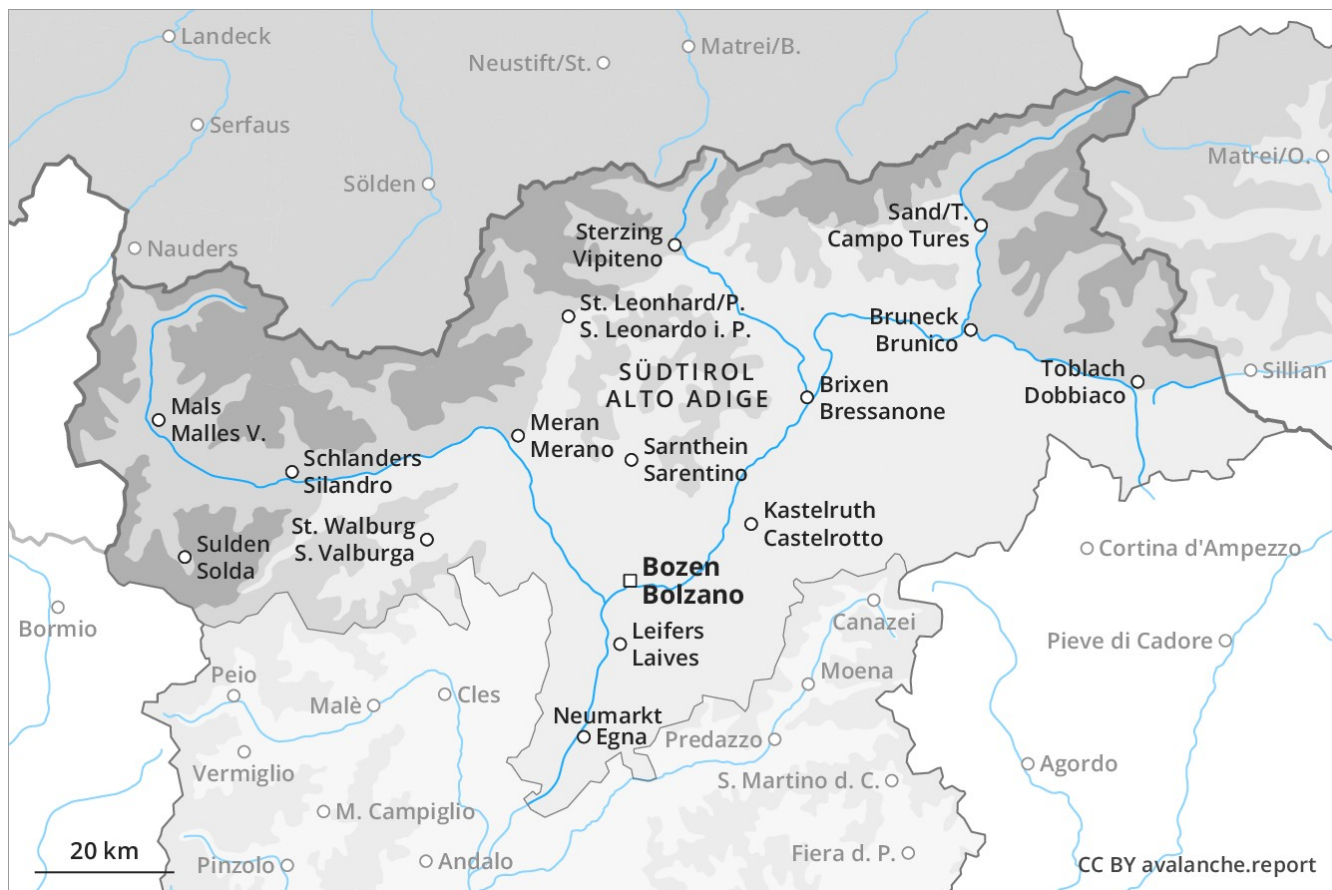 Landeck
Matrei/B.
Neustift/St.
Serfaus
Matrei/O.
Sölden
Sand/T.
Campo Tures
Sterzing
Vipiteno
Nauders
St. Leonhard/P.
S. Leonardo i. P.
Bruneck
Brunico
SÜDTIROL
ALTO ADIGE
Toblach
Dobbiaco
Sillian
Brixen
Bressanone
Mals
Malles V.
Meran
Merano
Sarnthein
Sarentino
Schlanders
Silandro
Kastelruth
Castelrotto
St. Walburg
S. Valburga
Sulden
Solda
Cortina d'Ampezzo
Bozen
Bolzano
Bormio
Canazei
Leifers
Laives
Pieve di Cadore
Peio
Moena
Malè
Cles
Neumarkt
Egna
Predazzo
Vermiglio
Agordo
S. Martino d. C.
M. Campiglio
20 km
Pinzolo
Andalo
Fiera d. P.
CC BY avalanche.report